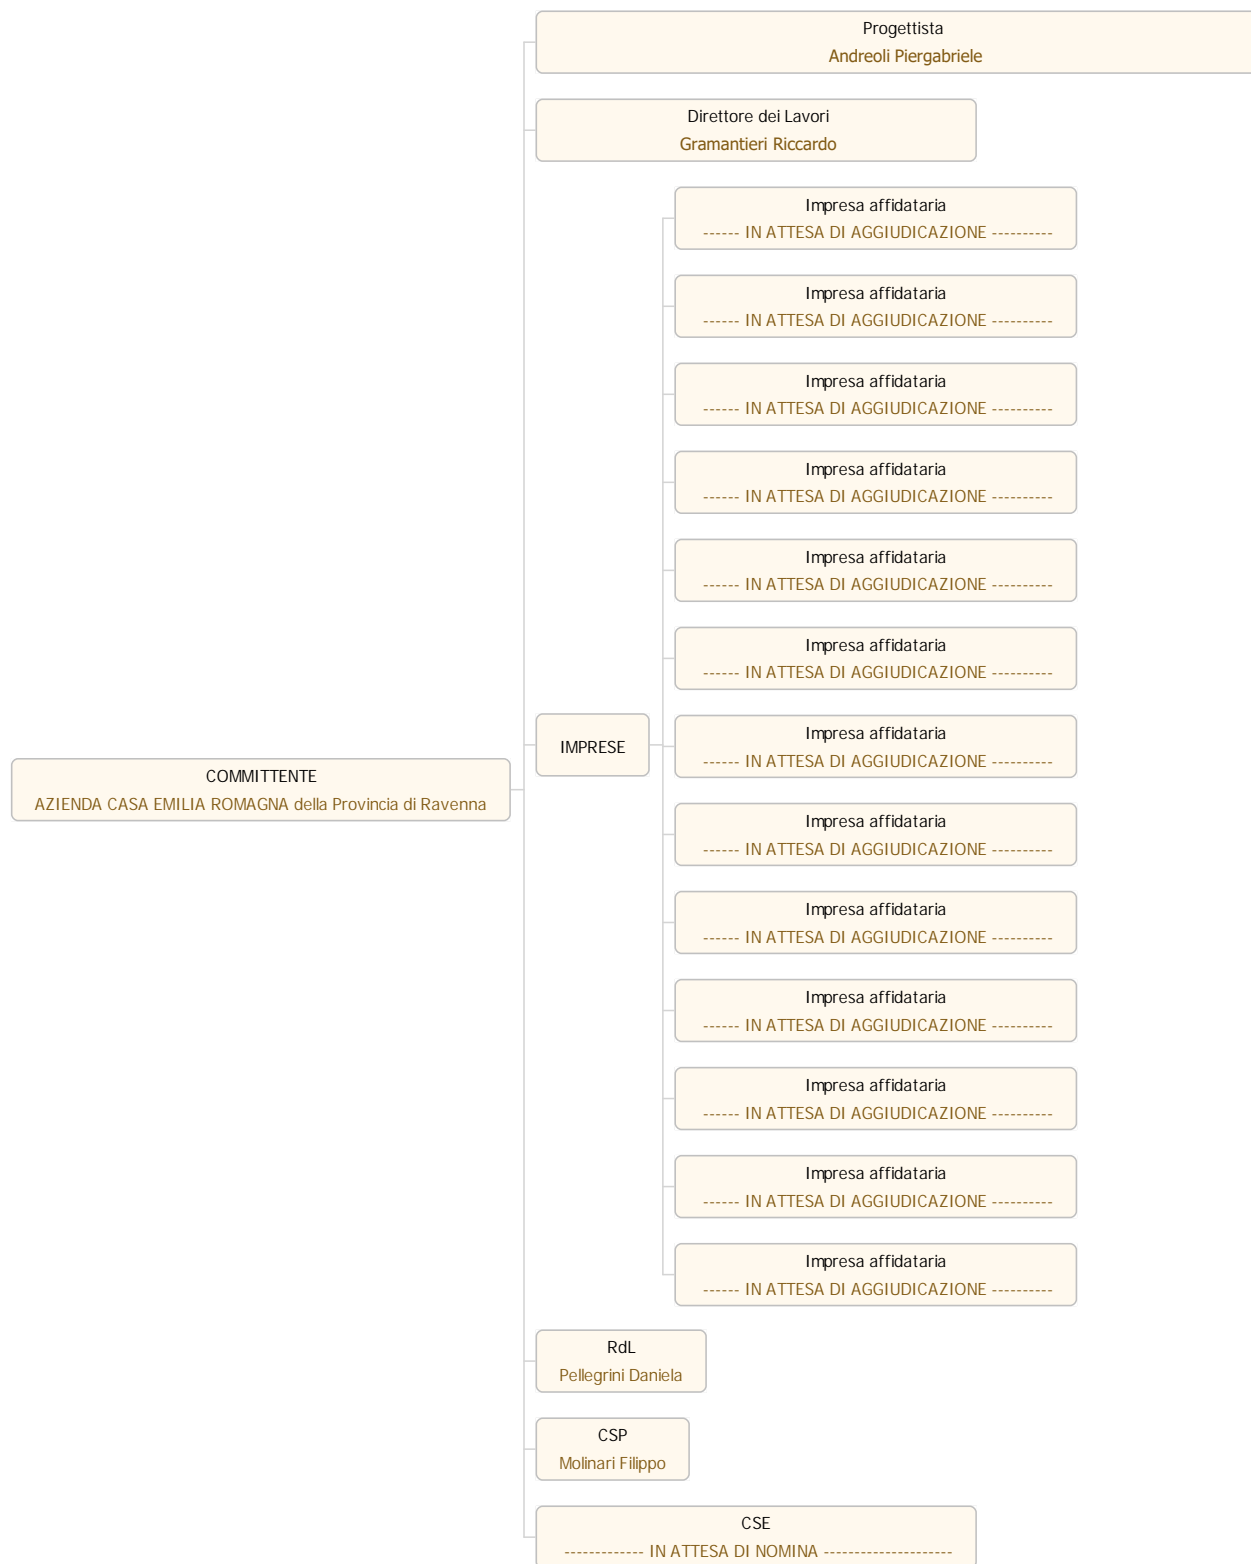 Progettista
Andreoli Piergabriele
Direttore dei Lavori
Gramantieri Riccardo
Impresa affidataria
------ IN ATTESA DI AGGIUDICAZIONE ----------
Impresa affidataria
------ IN ATTESA DI AGGIUDICAZIONE ----------
Impresa affidataria
------ IN ATTESA DI AGGIUDICAZIONE ----------
Impresa affidataria
------ IN ATTESA DI AGGIUDICAZIONE ----------
Impresa affidataria
------ IN ATTESA DI AGGIUDICAZIONE ----------
Impresa affidataria
------ IN ATTESA DI AGGIUDICAZIONE ----------
Impresa affidataria
------ IN ATTESA DI AGGIUDICAZIONE ----------
IMPRESE
COMMITTENTE
AZIENDA CASA EMILIA ROMAGNA della Provincia di Ravenna
Impresa affidataria
------ IN ATTESA DI AGGIUDICAZIONE ----------
Impresa affidataria
------ IN ATTESA DI AGGIUDICAZIONE ----------
Impresa affidataria
------ IN ATTESA DI AGGIUDICAZIONE ----------
Impresa affidataria
------ IN ATTESA DI AGGIUDICAZIONE ----------
Impresa affidataria
------ IN ATTESA DI AGGIUDICAZIONE ----------
Impresa affidataria
------ IN ATTESA DI AGGIUDICAZIONE ----------
RdL
Pellegrini Daniela
CSP
Molinari Filippo
CSE
------------- IN ATTESA DI NOMINA ---------------------